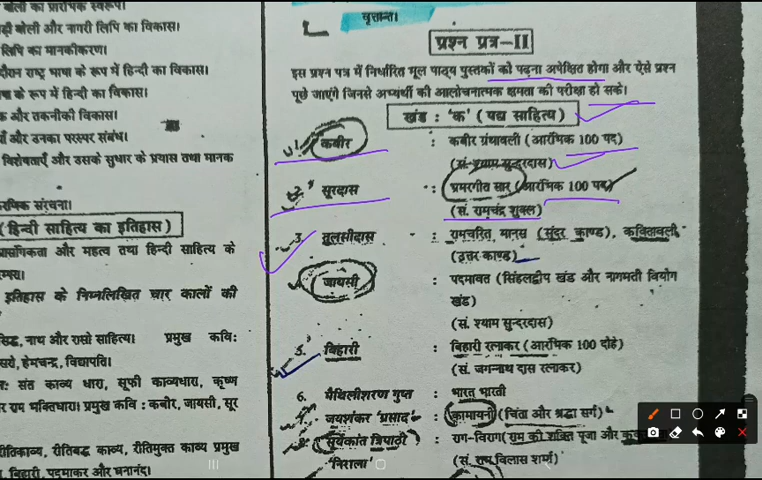 बोली का प्रारंभिक स्वरूप।
बोली और नागरी लिपि का विकास।
लिपि का मानकीकरण।
दौरान राष्ट्र भाषा के रूप में हिन्दी का विकास।
के रूप में हिन्दी का विकास।
और तकनीकी विकास।
और उनका परस्पर संबंध।
विशेषताएँ और उसके सुधार के प्रयास तथा मानक
संरचना।
(हिन्दी साहित्य का इतिहास)
प्रासंगिकता और महत्व तथा हिन्दी साहित्य के
परम्परा।
इतिहास के निम्नलिखित चार कालों की
सिद्ध, नाथ और रासो साहित्य। प्रमुख कवि:
हेमचन्द्र, विद्यापति।
संत काव्य धारा, सूफी काव्यधारा, कृष्ण
और राम भक्तिधारा। प्रमुख कवि : कबीर, जायसी, सूर
रीतिकाव्य, रीतिबद्ध काव्य, रीतिमुक्त काव्य प्रमुख
बिहारी, पदमाकर और घनानंद।
वृत्तान्त।
प्रश्न पत्र-II
इस प्रश्न पत्र में निर्धारित मूल पाठ्य पुस्तकों को पढ़ना अपेक्षित होगा और ऐसे प्रश्न
पूछे जाएंगे जिनसे अभ्यर्थी की आलोचनात्मक क्षमता की परीक्षा हो सके।
खंड : 'क' (पद्य साहित्य)
1. कबीर : कबीर ग्रंथावली (आरंभिक 100 पद)
(सं. श्याम सुन्दरदास)
2. सूरदास : भ्रमरगीत सार (आरंभिक 100 पद)
(सं. रामचंद्र शुक्ल)
3. तुलसीदास : रामचरित मानस (सुंदर काण्ड), कवितावली
(उत्तर काण्ड)
जायसी : पदमावत (सिंहलद्वीप खंड और नागमती वियोग
खंड)
(सं. श्याम सुन्दरदास)
5. बिहारी : बिहारी रत्नाकर (आरंभिक 100 दोहे)
(सं. जगन्नाथ दास रत्नाकर)
6. मैथिलीशरण गुप्त : भारत भारती
7. जयशंकर 'प्रसाद' : कामायनी (चिंता और श्रद्धा सर्ग)
8. सूर्यकांत त्रिपाठी : राग-विराग (राम की शक्ति पूजा और
'निराला' (सं. राम विलास शर्मा)